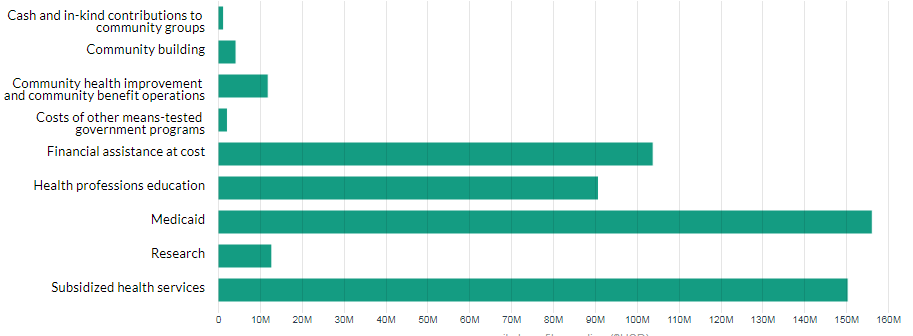 Cash and in-kind contributions to
community groups
Community building
Community health improvement
and community benefit operations
Costs of other means-tested
government programs
Financial assistance at cost
Health professions education
Medicaid
Research
Subsidized health services
0 10M 20M 30M 40M 50M 60M 70M 80M 90M 100M 110M 120M 130M 140M 150M 160M